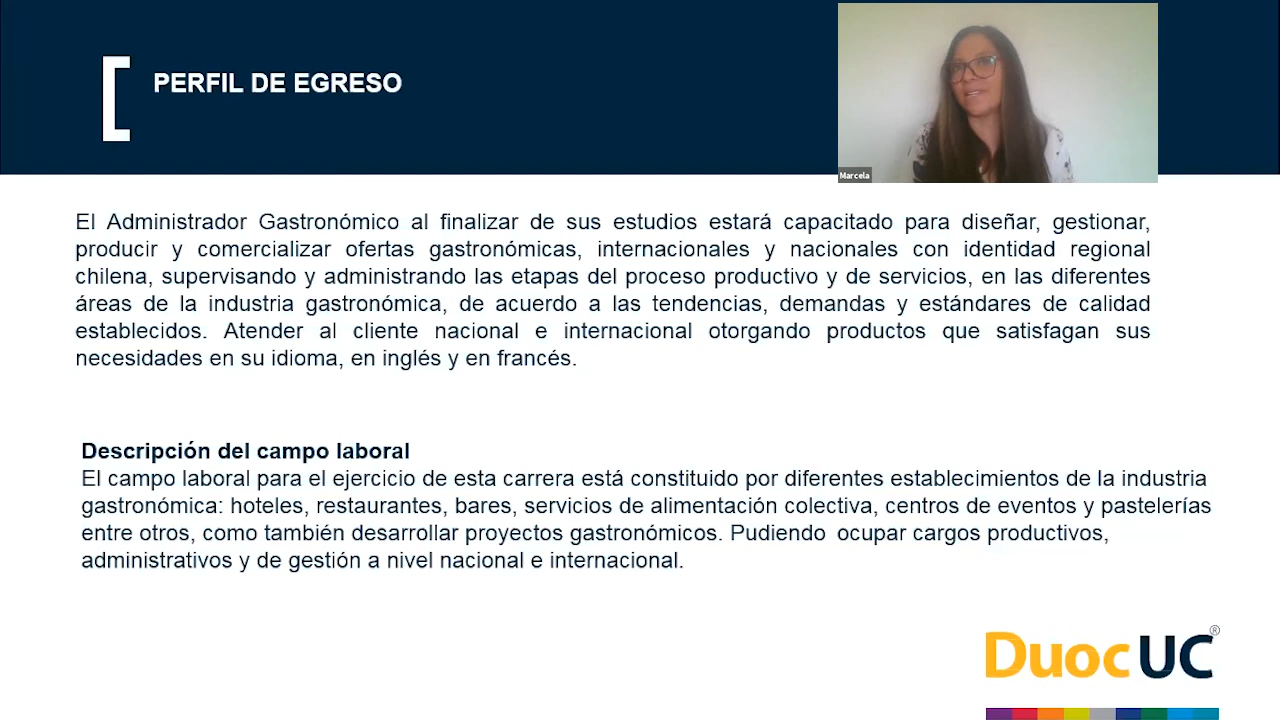 PERFIL DE EGRESO
Marcela
El Administrador Gastronómico al finalizar de sus estudios estará capacitado para diseñar, gestionar,
producir y comercializar ofertas gastronómicas, internacionales y nacionales con identidad regional
chilena, supervisando y administrando las etapas del proceso productivo y de servicios, en las diferentes
áreas de la industria gastronómica, de acuerdo a las tendencias, demandas y estándares de calidad
establecidos. Atender al cliente nacional e internacional otorgando productos que satisfagan sus
necesidades en su idioma, en inglés y en francés.
Descripción del campo laboral
El campo laboral para el ejercicio de esta carrera está constituido por diferentes establecimientos de la industria
gastronómica: hoteles, restaurantes, bares, servicios de alimentación colectiva, centros de eventos y pastelerías
entre otros, como también desarrollar proyectos gastronómicos. Pudiendo ocupar cargos productivos,
administrativos y de gestión a nivel nacional e internacional.
DuocUC®